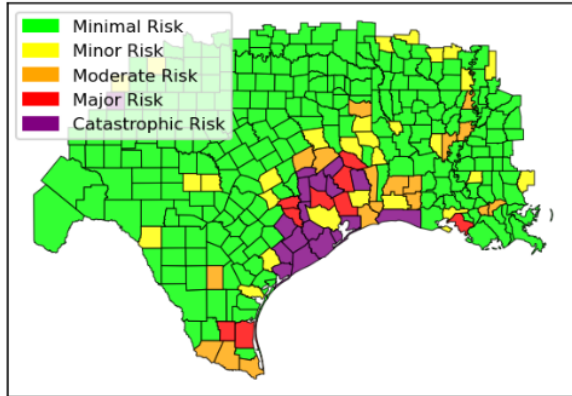 Minimal Risk
Minor Risk
Moderate Risk
Major Risk
Catastrophic Risk